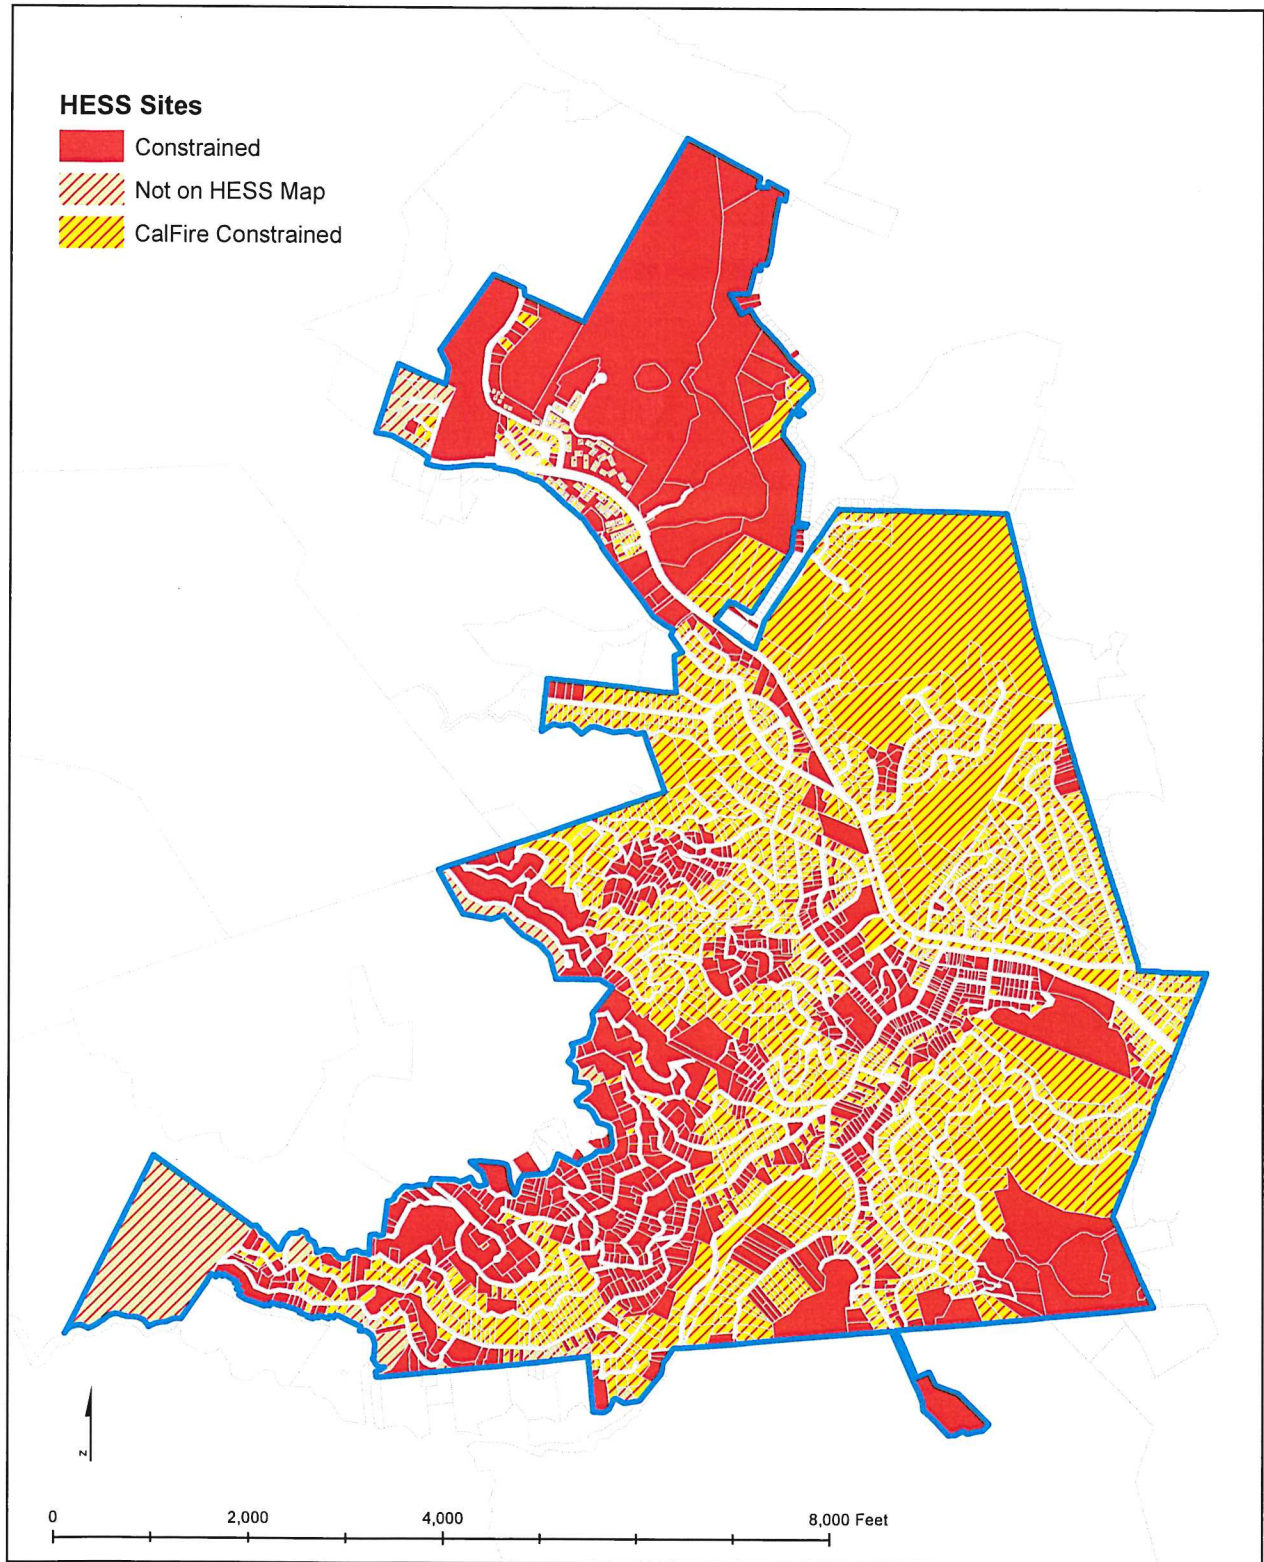 HESS Sites
Constrained
Not on HESS Map
CalFire Constrained
N
0 2,000 4,000 8,000 Feet